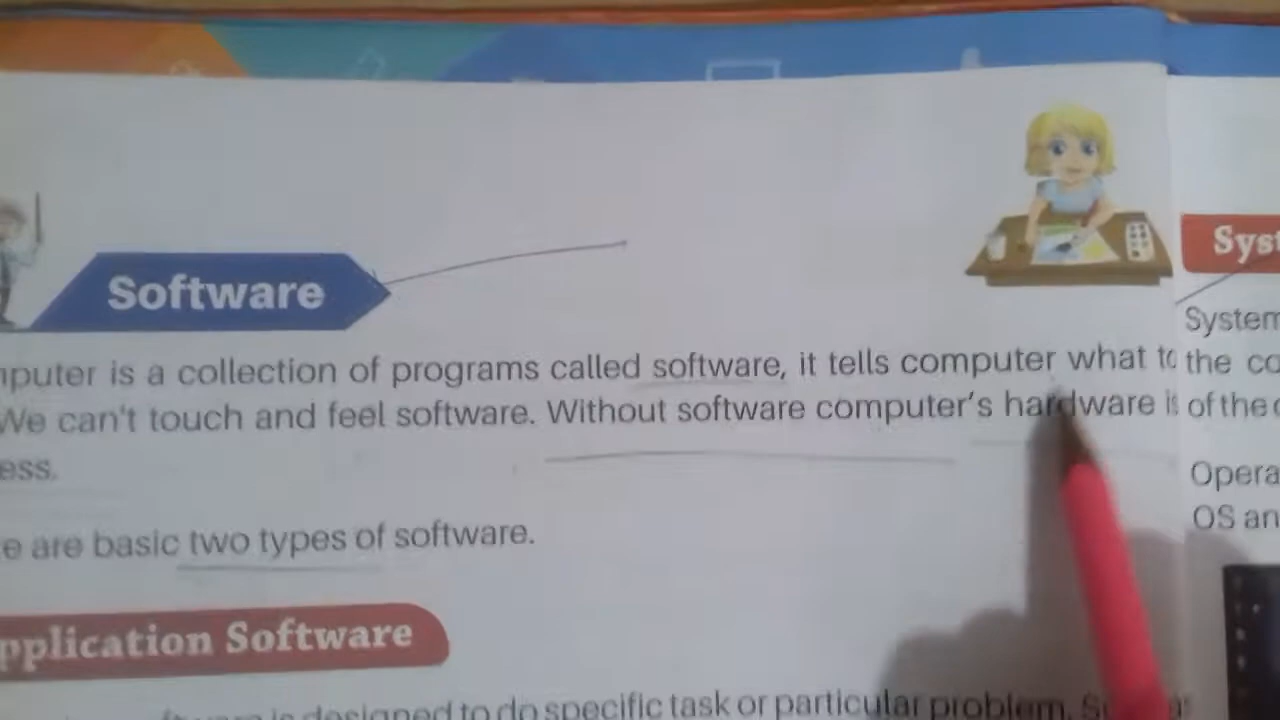 Software
mputer is a collection of programs called software, it tells computer what to
We can't touch and feel software. Without software computer's hardware is
ess.
e are basic two types of software.
pplication Software
is designed to do specific task or particular problem.
Syst
System
the co
of the
Opera
OS an